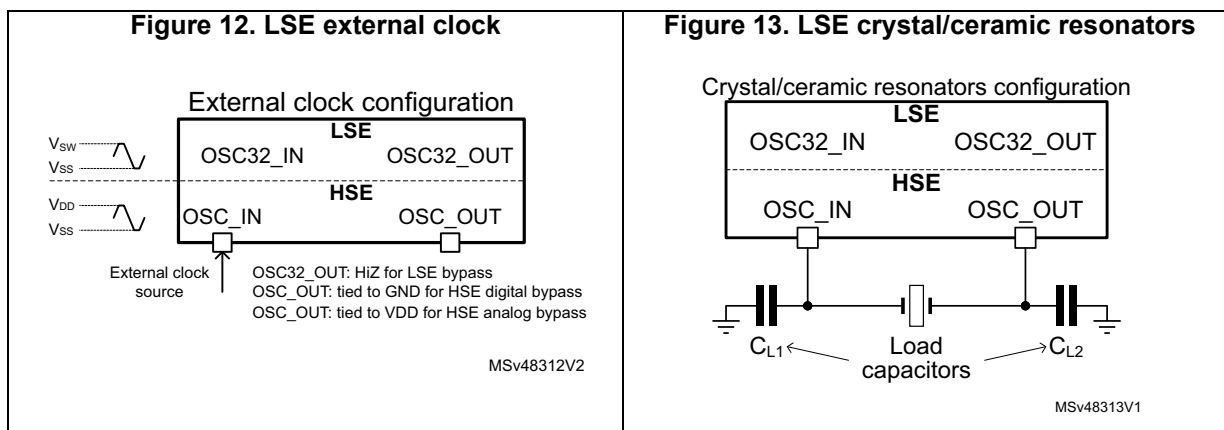 Figure 12. LSE external clock
External clock configuration
LSE
VSW
VSS
OSC32_IN OSC32_OUT
HSE
VDD
VSS
OSC_IN OSC_OUT
External clock
source
OSC32_OUT: HiZ for LSE bypass
OSC_OUT: tied to GND for HSE digital bypass
OSC_OUT: tied to VDD for HSE analog bypass
MSv48312V2
Figure 13. LSE crystal/ceramic resonators
Crystal/ceramic resonators configuration
LSE
OSC32_IN OSC32_OUT
HSE
OSC_IN OSC_OUT
CL1 Load CL2
capacitors
MSv48313V1